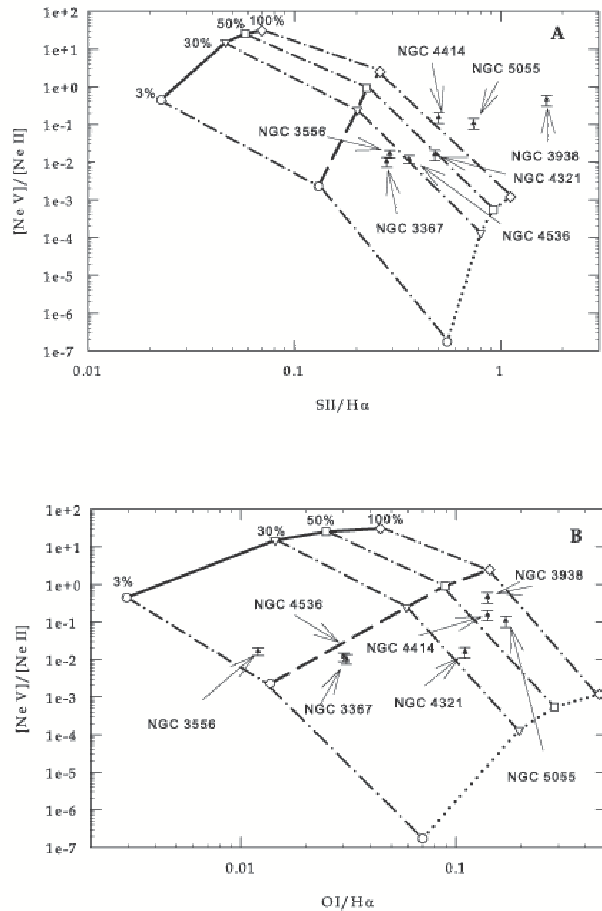 1e+2
1e+1
1e+0
1e-1
1e-2
1e-3
1e-4
1e-5
1e-6
1e-7
[Ne V]/[Ne II]
3%
30%
50%
100%
A
NGC 4414
NGC 5055
NGC 3556
NGC 3938
NGC 4321
NGC 3367
NGC 4536
0.01
0.1
1
SII/Hα
1e+2
1e+1
1e+0
1e-1
1e-2
1e-3
1e-4
1e-5
1e-6
1e-7
[Ne V]/[Ne II]
3%
30%
50%
100%
B
NGC 3938
NGC 4536
NGC 4414
NGC 3556
NGC 3367
NGC 4321
NGC 5055
0.01
0.1
OI/Hα